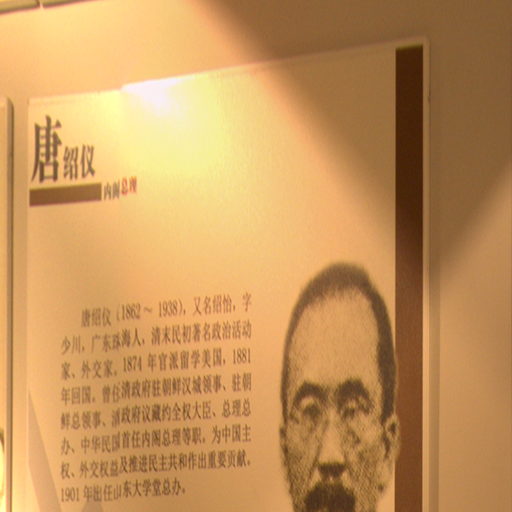 唐绍仪
内阁总理
唐绍仪（1862～ 1938），又名绍怡，字
少川，广东珠海人，清末民初著名政治活动
家、外交家。1874 年官派留学美国，1881
年回国。曾任清政府驻朝鲜汉城领事、驻朝
鲜总领事、清政府议藏约全权大臣、总理总
办、中华民国首任内阁总理等职，为中国主
权、外交权益及推进民主共和作出重要贡献。
1901 年出任山东大学堂总办。